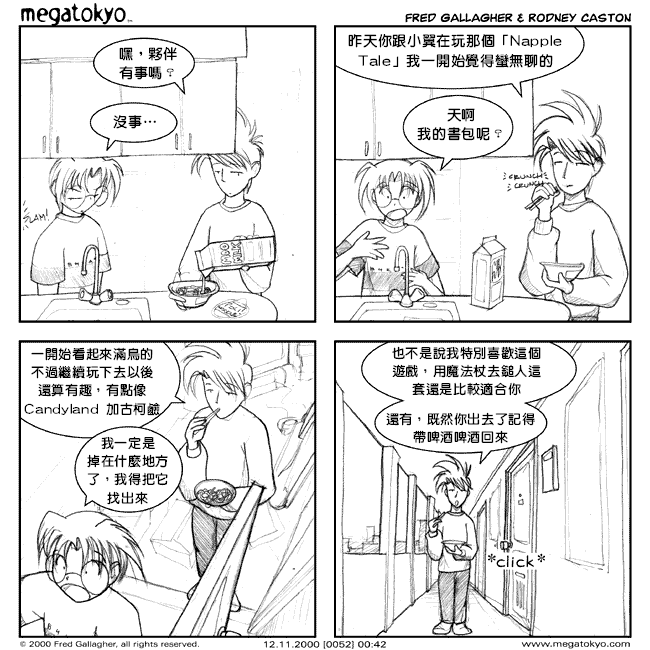 megatokyo™
FRED GALLAGHER & RODNEY CASTON
嘿，夥伴
有事嗎？
沒事…
SLAM!
MOO
MILK
昨天你跟小翼在玩那個「Napple
Tale」我一開始覺得蠻無聊的
天啊
我的書包呢？
CRUNCH
CRUNCH
一開始看起來滿鳥的
不過繼續玩下去以後
還算有趣，有點像
Candyland 加古柯鹼
我一定是
掉在什麼地方
了，我得把它
找出來
也不是說我特別喜歡這個
遊戲，用魔法杖去鎚人這
套還是比較適合你
還有，既然你出去了記得
帶啤酒啤酒回來
*click*
© 2000 Fred Gallagher, all rights reserved.
12.11.2000 [0052] 00:42
www.megatokyo.com